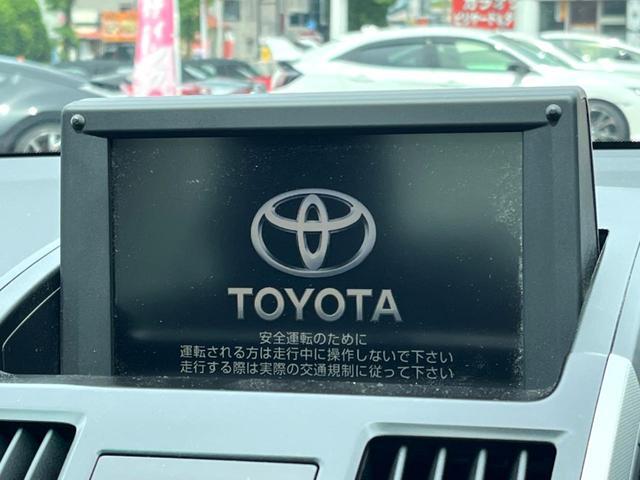 TOYOTA
安全運転のために
運転される方は走行中に操作しないで下さい
走行する際は実際の交通規制に従って下さい